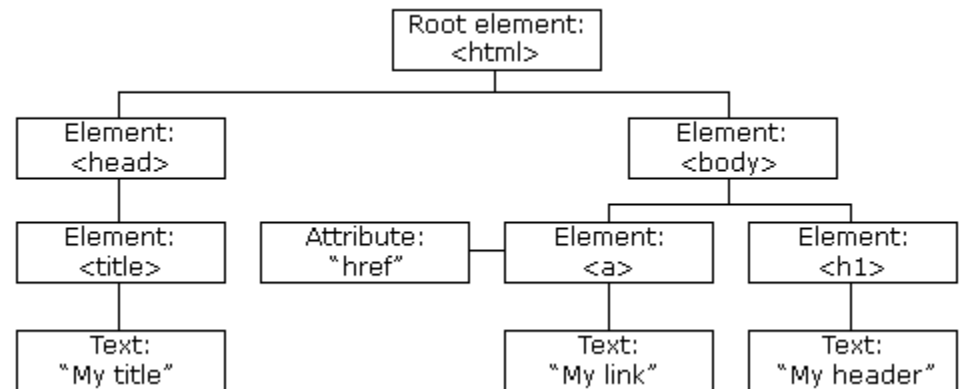 Root element:
<html>
Element:
<head>
Element:
<body>
Element:
<title>
Attribute:
“href”
Element:
<a>
Element:
<h1>
Text:
“My title”
Text:
“My link”
Text:
“My header”